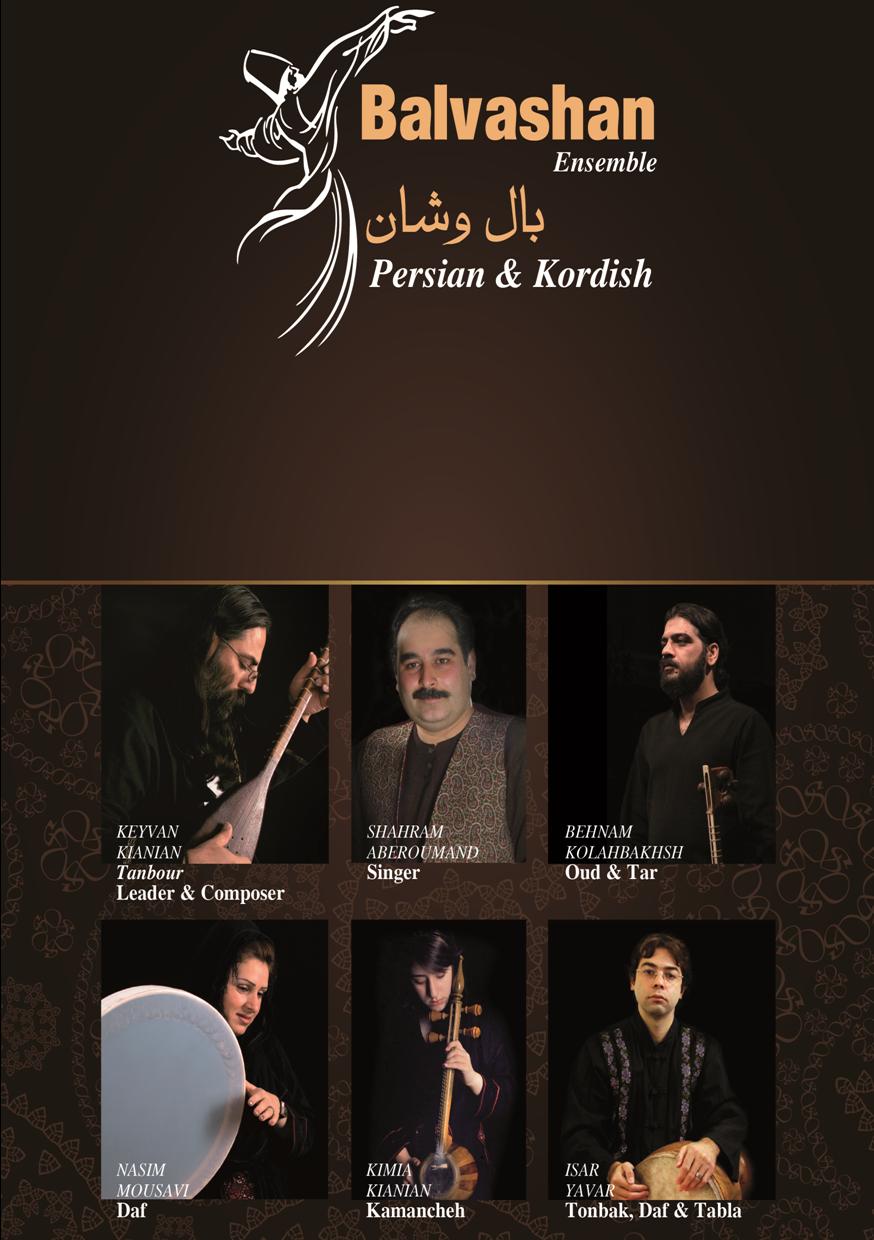 Balvashan
Ensemble
بال وشان
Persian & Kordish
KEYVAN
KIANIAN
Tanbour
Leader & Composer
SHAHRAM
ABEROUMAND
Singer
BEHNAM
KOLAHBAKHSH
Oud & Tar
NASIM
MOUSAVI
Daf
KIMIA
KIANIAN
Kamancheh
ISAR
YAVAR
Tonbak, Daf & Tabla